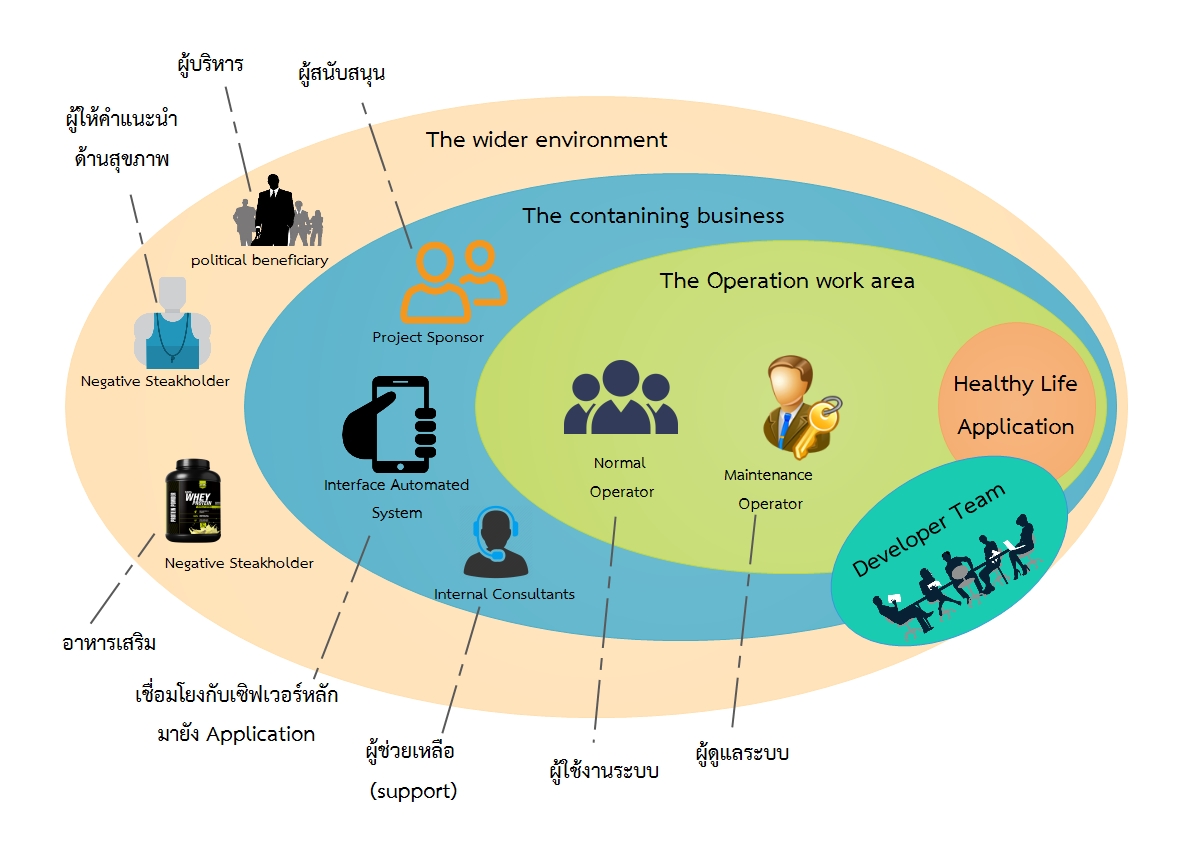 ผู้บริหาร
ผู้สนับสนุน
ผู้ให้คำแนะนำ
ด้านสุขภาพ
The wider environment
The contanining business
political beneficiary
The Operation work area
Project Sponsor
Negative Steakholder
Healthy Life
Application
Normal
Operator
Maintenance
Operator
Interface Automated
System
WHEY
PROTEIN
Developer Team
Negative Steakholder
Internal Consultants
อาหารเสริม
เชื่อมโยงกับเซิฟเวอร์หลัก
มายัง Application
ผู้ช่วยเหลือ
(support)
ผู้ใช้งานระบบ
ผู้ดูแลระบบ